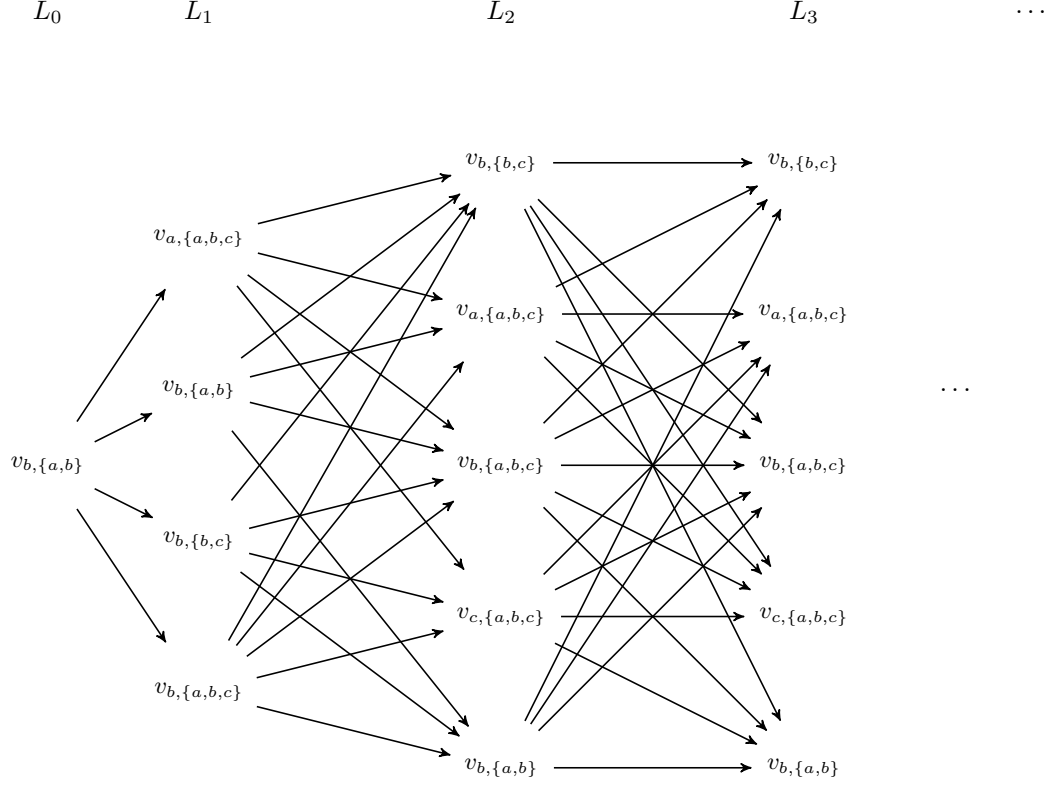 L_0 L_1 L_2 L_3 ⋯
v_{b,{b,c}} v_{b,{b,c}}
v_{a,{a,b,c}}
v_{a,{a,b,c}} v_{a,{a,b,c}}
v_{b,{a,b}} ⋯
v_{b,{a,b}} v_{b,{a,b,c}} v_{b,{a,b,c}}
v_{b,{b,c}}
v_{c,{a,b,c}} v_{c,{a,b,c}}
v_{b,{a,b,c}}
v_{b,{a,b}} v_{b,{a,b}}